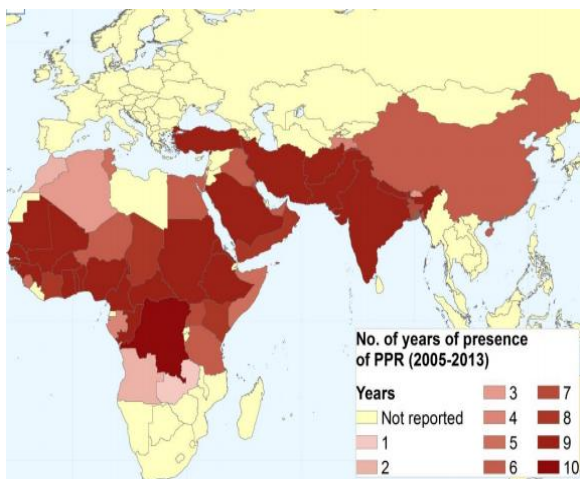 No. of years of presence
of PPR (2005-2013)
Years
Not reported
1
2
3
4
5
6
7
8
9
10